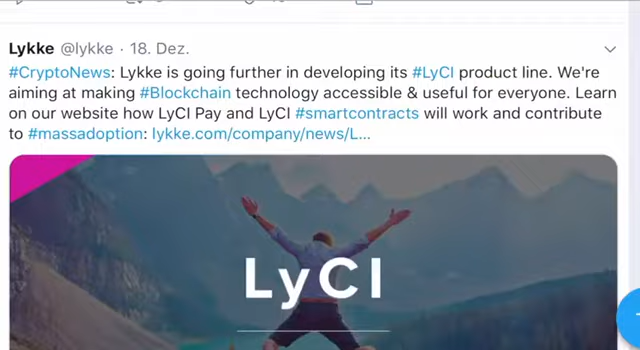 Lykke @lykke · 18. Dez.
#CryptoNews: Lykke is going further in developing its #LyCI product line. We're
aiming at making #Blockchain technology accessible & useful for everyone. Learn
on our website how LyCI Pay and LyCI #smartcontracts will work and contribute
to #massadoption: lykke.com/company/news/L...
LyCI